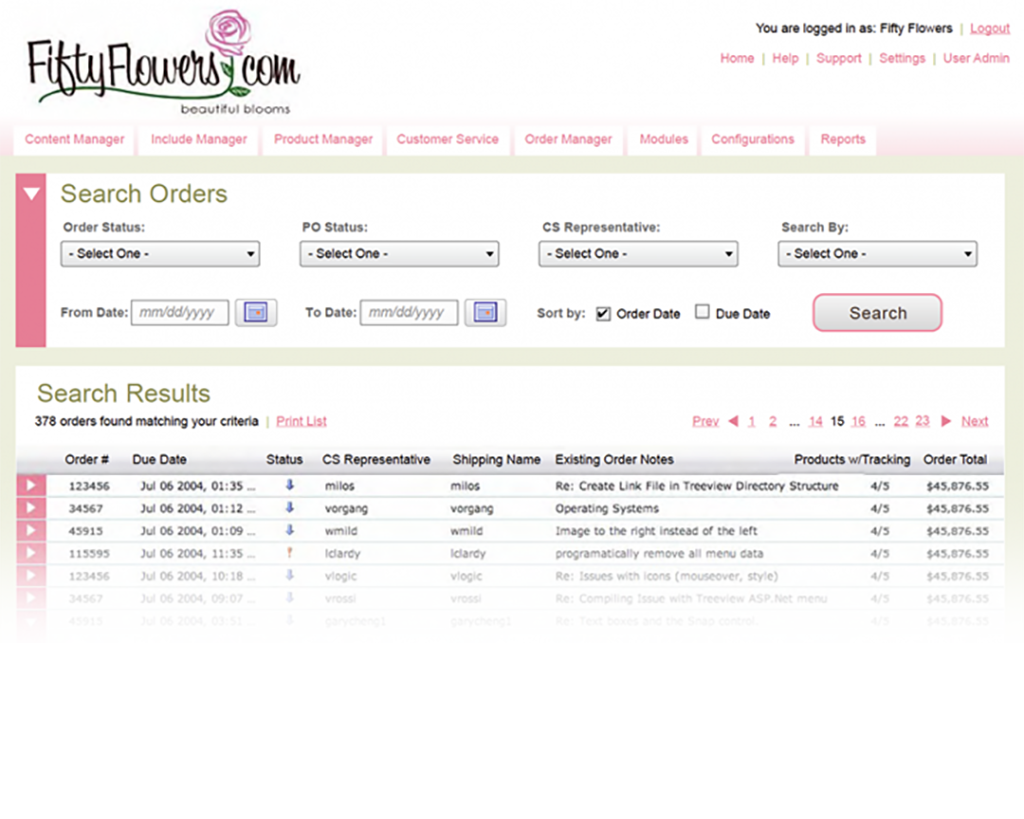 FiftyFlowers.com
beautiful blooms
You are logged in as: Fifty Flowers | Logout
Home | Help | Support | Settings | User Admin
Content Manager Include Manager Product Manager Customer Service Order Manager Modules Configurations Reports
Search Orders
Order Status: PO Status: CS Representative: Search By:
- Select One - - Select One - - Select One - - Select One -
From Date: mm/dd/yyyy To Date: mm/dd/yyyy Sort by: Order Date Due Date Search
Search Results
378 orders found matching your criteria | Print List Prev 1 2 ... 14 15 16 ... 22 23 Next
Order # Due Date Status CS Representative Shipping Name Existing Order Notes Products w/Tracking Order Total
123456 Jul 06 2004, 01:35 ... milos milos Re: Create Link File in Treeview Directory Structure 4/5 $45,876.55
34567 Jul 06 2004, 01:12 ... vorgang vorgang Operating Systems 4/5 $45,876.55
45915 Jul 06 2004, 01:09 ... wmild wmild Image to the right instead of the left 4/5 $45,876.55
115595 Jul 06 2004, 11:35 ... lclardy lclardy programatically remove all menu data 4/5 $45,876.55
123456 Jul 06 2004, 10:18 ... vlogic vlogic Re: Issues with icons (mouseover, style) 4/5 $45,876.55
34567 Jul 06 2004, 09:07 ... vrossi vrossi Re: Compiling Issue with Treeview ASP.Net menu 4/5 $45,876.55
45915 Jul 06 2004, 03:51 ... garycheng1 garycheng1 Re: Text boxes and the Snap control. 4/5 $45,876.55